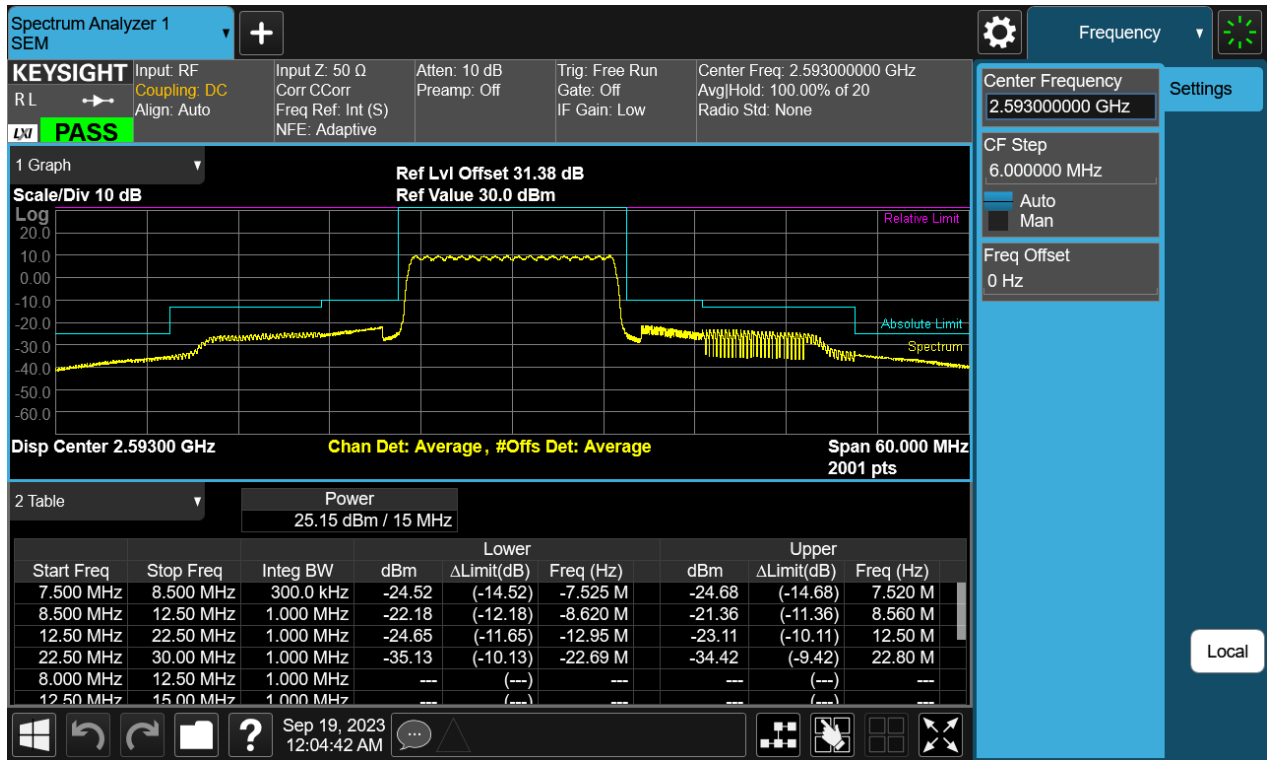 Spectrum Analyzer 1
SEM
Frequency
KEYSIGHT
RL
LXI PASS
Input: RF
Coupling: DC
Align: Auto
Input Z: 50 Ω
Corr CCorr
Freq Ref: Int (S)
NFE: Adaptive
Atten: 10 dB
Preamp: Off
Trig: Free Run
Gate: Off
IF Gain: Low
Center Freq: 2.593000000 GHz
Avg|Hold: 100.00% of 20
Radio Std: None
Center Frequency
2.593000000 GHz
Settings
CF Step
6.000000 MHz
Auto
Man
Freq Offset
0 Hz
Local
1 Graph
Scale/Div 10 dB
Ref Lvl Offset 31.38 dB
Ref Value 30.0 dBm
Log
20.0
10.0
0.00
-10.0
-20.0
-30.0
-40.0
-50.0
-60.0
Relative Limit
Absolute Limit
Spectrum
Disp Center 2.59300 GHz
Chan Det: Average , #Offs Det: Average
Span 60.000 MHz
2001 pts
2 Table
Power
25.15 dBm / 15 MHz
Lower Upper
Start Freq Stop Freq Integ BW dBm ΔLimit(dB) Freq (Hz) dBm ΔLimit(dB) Freq (Hz)
7.500 MHz 8.500 MHz 300.0 kHz -24.52 (-14.52) -7.525 M -24.68 (-14.68) 7.520 M
8.500 MHz 12.50 MHz 1.000 MHz -22.18 (-12.18) -8.620 M -21.36 (-11.36) 8.560 M
12.50 MHz 22.50 MHz 1.000 MHz -24.65 (-11.65) -12.95 M -23.11 (-10.11) 12.50 M
22.50 MHz 30.00 MHz 1.000 MHz -35.13 (-10.13) -22.69 M -34.42 (-9.42) 22.80 M
8.000 MHz 12.50 MHz 1.000 MHz --- (---) --- --- (---) ---
12.50 MHz 15.00 MHz 1.000 MHz --- (---) --- --- (---) ---
Sep 19, 2023
12:04:42 AM